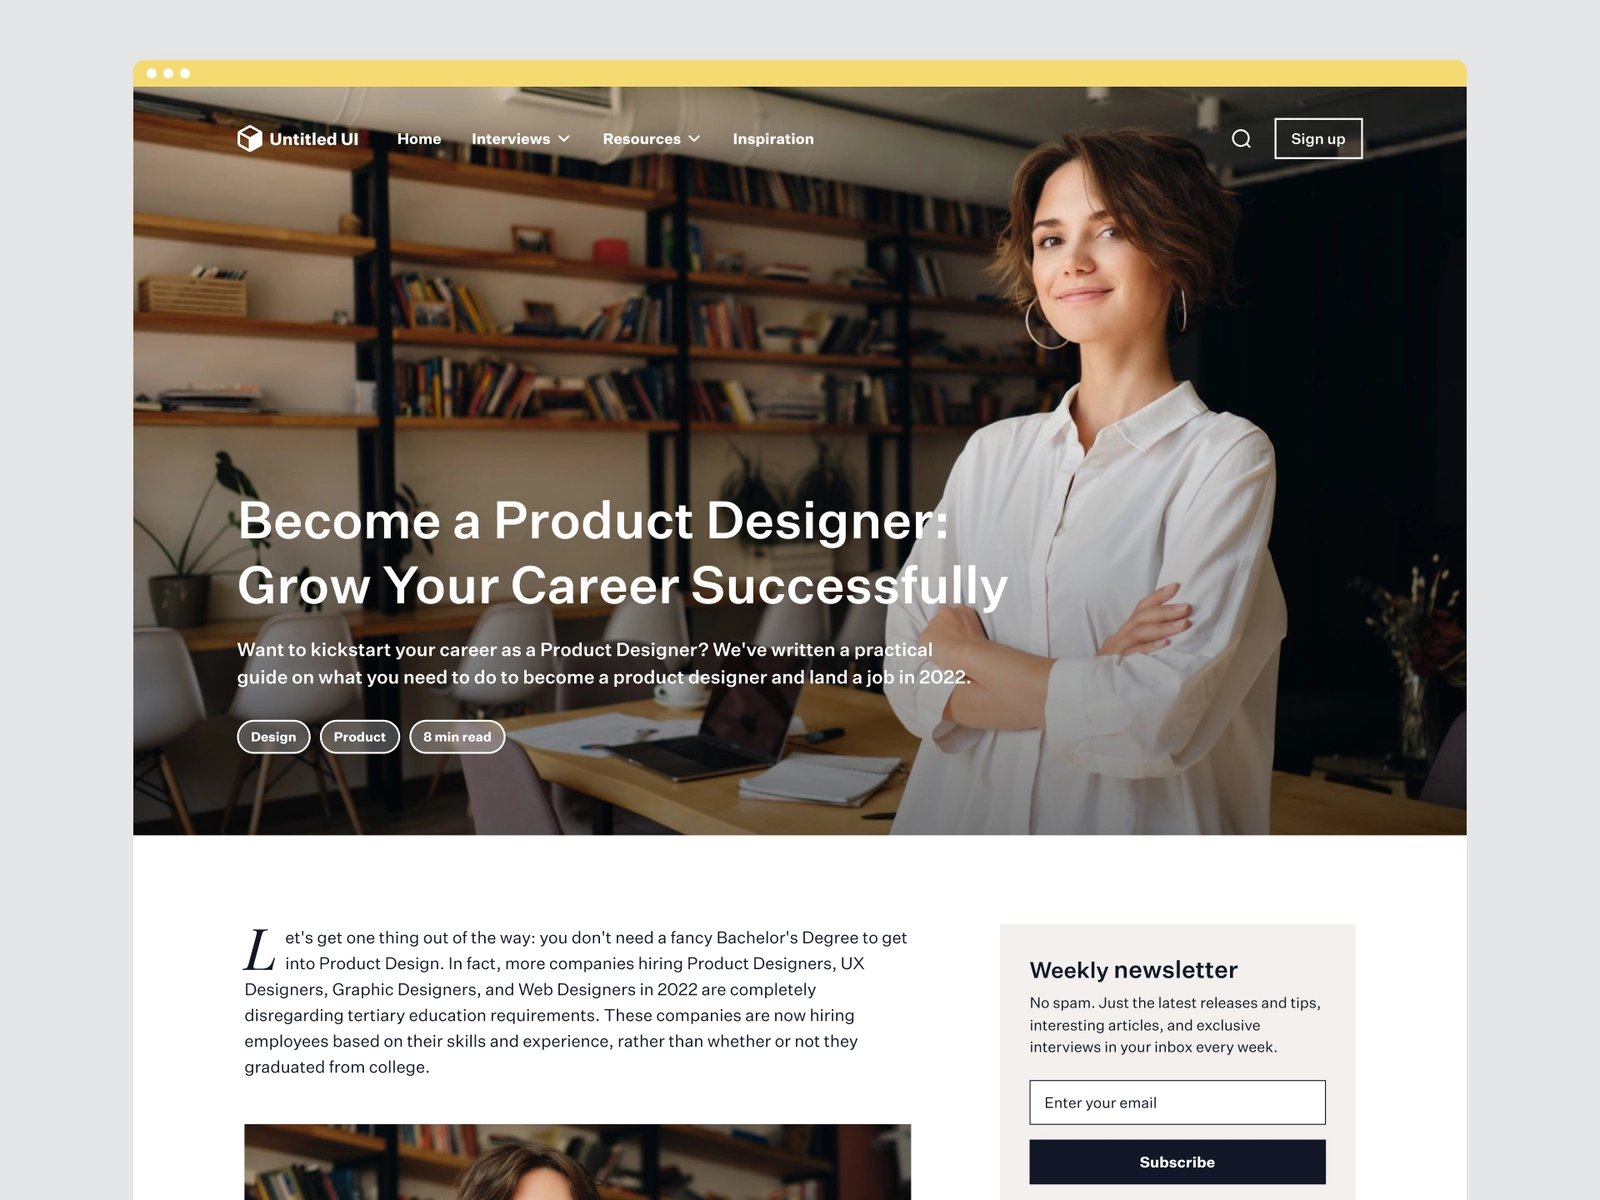 Untitled UI
Home
Interviews
Resources
Inspiration
Sign up
Become a Product Designer:
Grow Your Career Successfully
Want to kickstart your career as a Product Designer? We've written a practical
guide on what you need to do to become a product designer and land a job in 2022.
Design
Product
8 min read
Let's get one thing out of the way: you don't need a fancy Bachelor's Degree to get
into Product Design. In fact, more companies hiring Product Designers, UX
Designers, Graphic Designers, and Web Designers in 2022 are completely
disregarding tertiary education requirements. These companies are now hiring
employees based on their skills and experience, rather than whether or not they
graduated from college.
Weekly newsletter
No spam. Just the latest releases and tips,
interesting articles, and exclusive
interviews in your inbox every week.
Enter your email
Subscribe